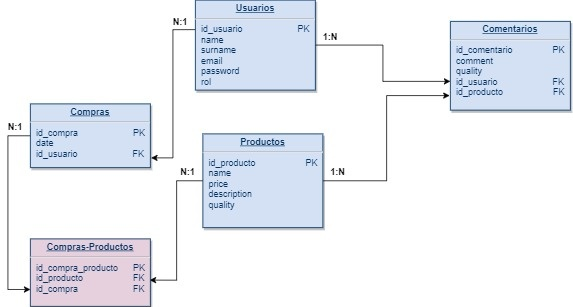 Usuarios
id_usuario PK
name
surname
email
password
rol
N:1
1:N
Comentarios
id_comentario PK
comment
quality
id_usuario FK
id_producto FK
Compras
id_compra PK
date
id_usuario FK
N:1
Productos
id_producto PK
name
price
description
quality
N:1
1:N
Compras-Productos
id_compra_producto PK
id_producto FK
id_compra FK